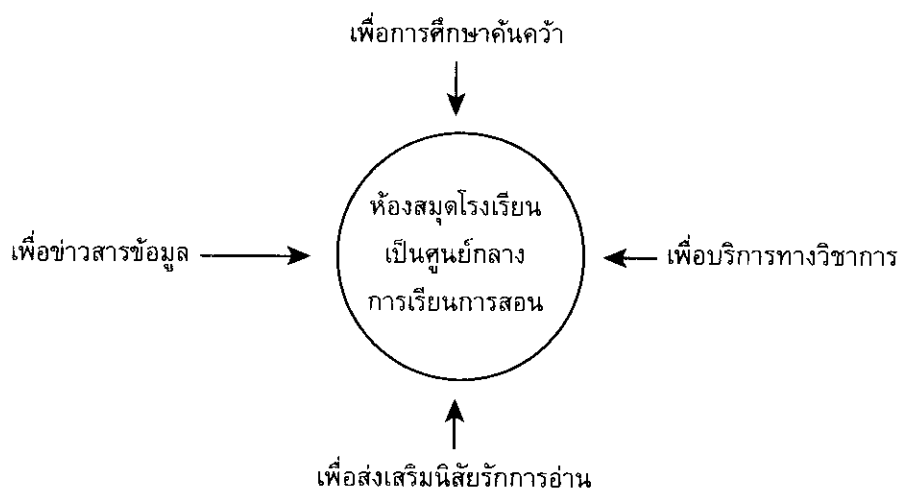 เพื่อการศึกษาค้นคว้า
ห้องสมุดโรงเรียน
เป็นศูนย์กลาง
การเรียนการสอน
เพื่อข่าวสารข้อมูล
เพื่อบริการทางวิชาการ
เพื่อส่งเสริมนิสัยรักการอ่าน